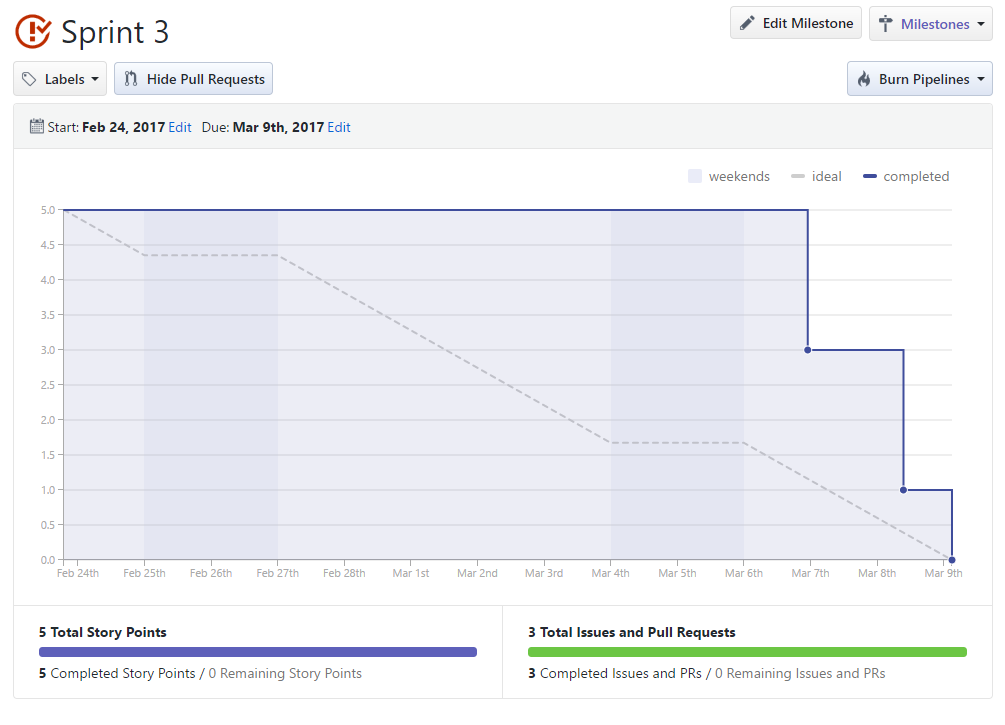 Sprint 3
Edit Milestone
Milestones
Labels
Hide Pull Requests
Burn Pipelines
Start: Feb 24, 2017 Edit Due: Mar 9th, 2017 Edit
weekends ideal completed
5.0
4.5
4.0
3.5
3.0
2.5
2.0
1.5
1.0
0.5
0.0
Feb 24th Feb 25th Feb 26th Feb 27th Feb 28th Mar 1st Mar 2nd Mar 3rd Mar 4th Mar 5th Mar 6th Mar 7th Mar 8th Mar 9th
5 Total Story Points
5 Completed Story Points / 0 Remaining Story Points
3 Total Issues and Pull Requests
3 Completed Issues and PRs / 0 Remaining Issues and PRs